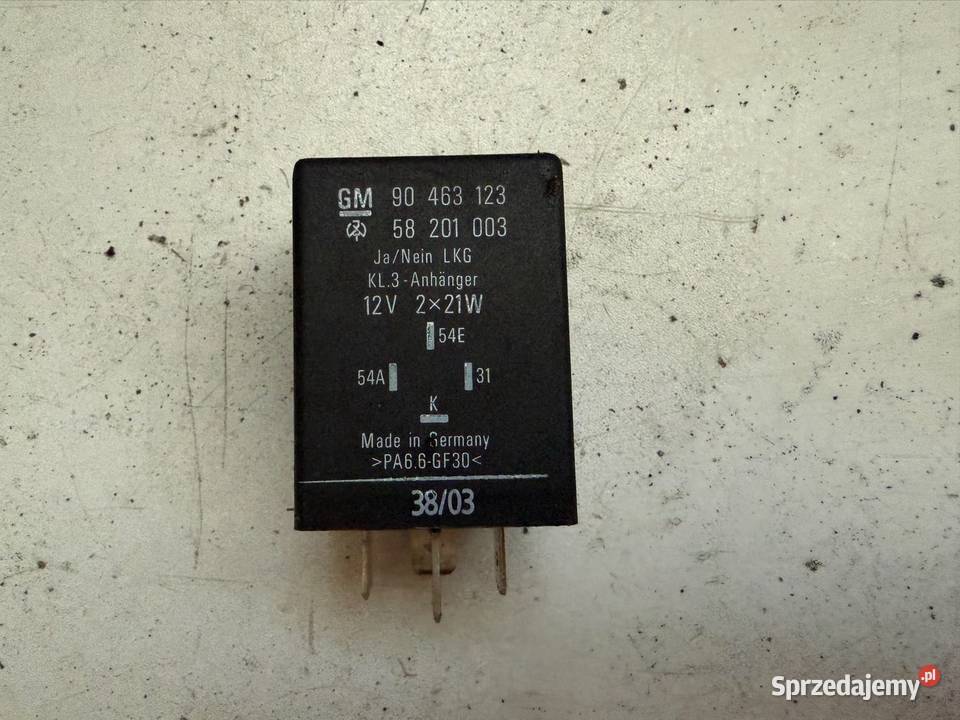 GM 90 463 123
58 201 003
Ja/Nein LKG
KL.3-Anhänger
12V 2×21W
54E
54A 31
K
Made in Germany
>PA6.6-GF30<
38/03
Sprzedajemy.pl